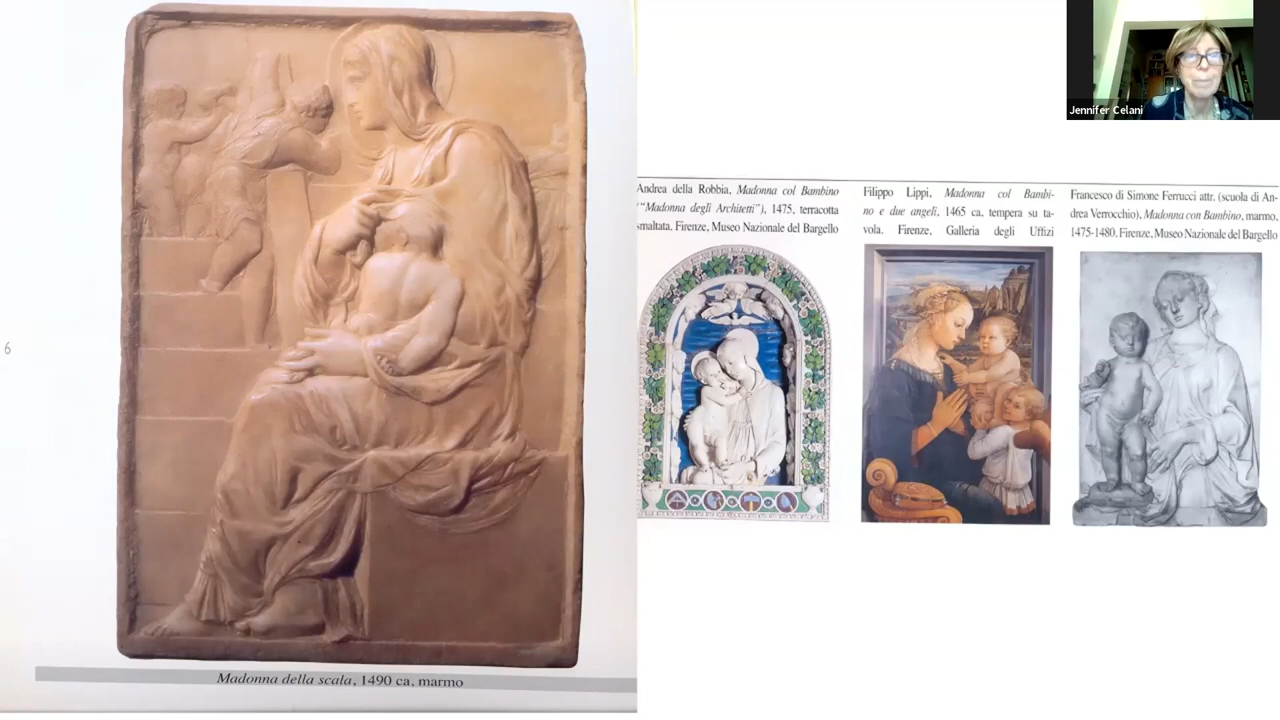 6
Madonna della scala, 1490 ca, marmo
Andrea della Robbia, Madonna col Bambino
("Madonna degli Architetti"), 1475, terracotta
smaltata. Firenze, Museo Nazionale del Bargello
Filippo Lippi, Madonna col Bambi-
no e due angeli, 1465 ca, tempera su ta-
vola. Firenze, Galleria degli Uffizi
Francesco di Simone Ferrucci attr. (scuola di An-
drea Verrocchio), Madonna con Bambino, marmo,
1475-1480. Firenze, Museo Nazionale del Bargello
Jennifer Celani